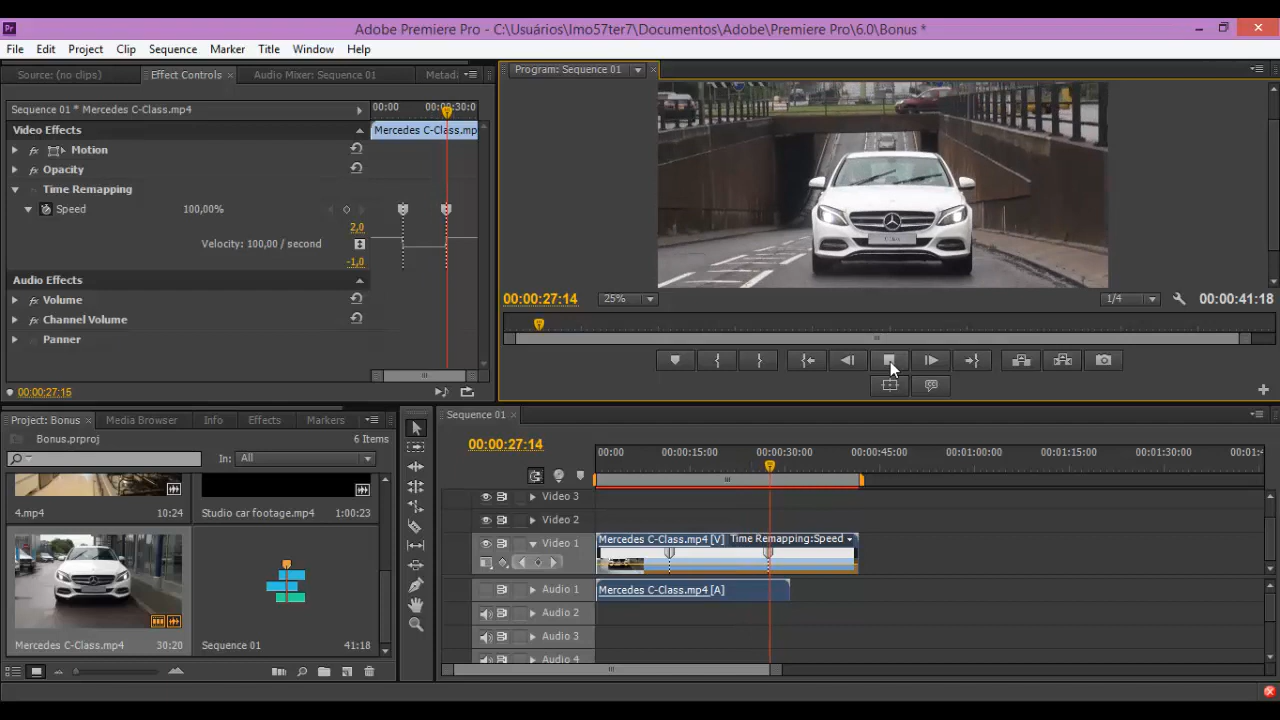 Pr
Adobe Premiere Pro - C:\Usuários\Imo57ter7\Documentos\Adobe\Premiere Pro\6.0\Bonus *
File Edit Project Clip Sequence Marker Title Window Help
Source: (no clips) Effect Controls Audio Mixer: Sequence 01 Metad
Program: Sequence 01
Sequence 01 * Mercedes C-Class.mp4
00:00 00:00:30:0
Video Effects
Mercedes C-Class.mp
fx Motion
fx Opacity
Time Remapping
Speed 100,00%
2,0
Velocity: 100,00 / second
-1,0
Audio Effects
fx Volume
fx Channel Volume
Panner
00:00:27:15
00:00:27:14 25% 1/4 00:00:41:18
Project: Bonus Media Browser Info Effects Markers
Bonus.prproj 6 Items
In: All
4.mp4 10:24
Studio car footage.mp4 1:00:23
Mercedes C-Class.mp4 30:20
Sequence 01 41:18
Sequence 01
00:00:27:14
00:00 00:00:15:00 00:00:30:00 00:00:45:00 00:01:00:00 00:01:15:00 00:01:30:00
Video 3
Video 2
Video 1
Mercedes C-Class.mp4 [V] Time Remapping:Speed
Audio 1
Mercedes C-Class.mp4 [A]
Audio 2
Audio 3
Audio 4